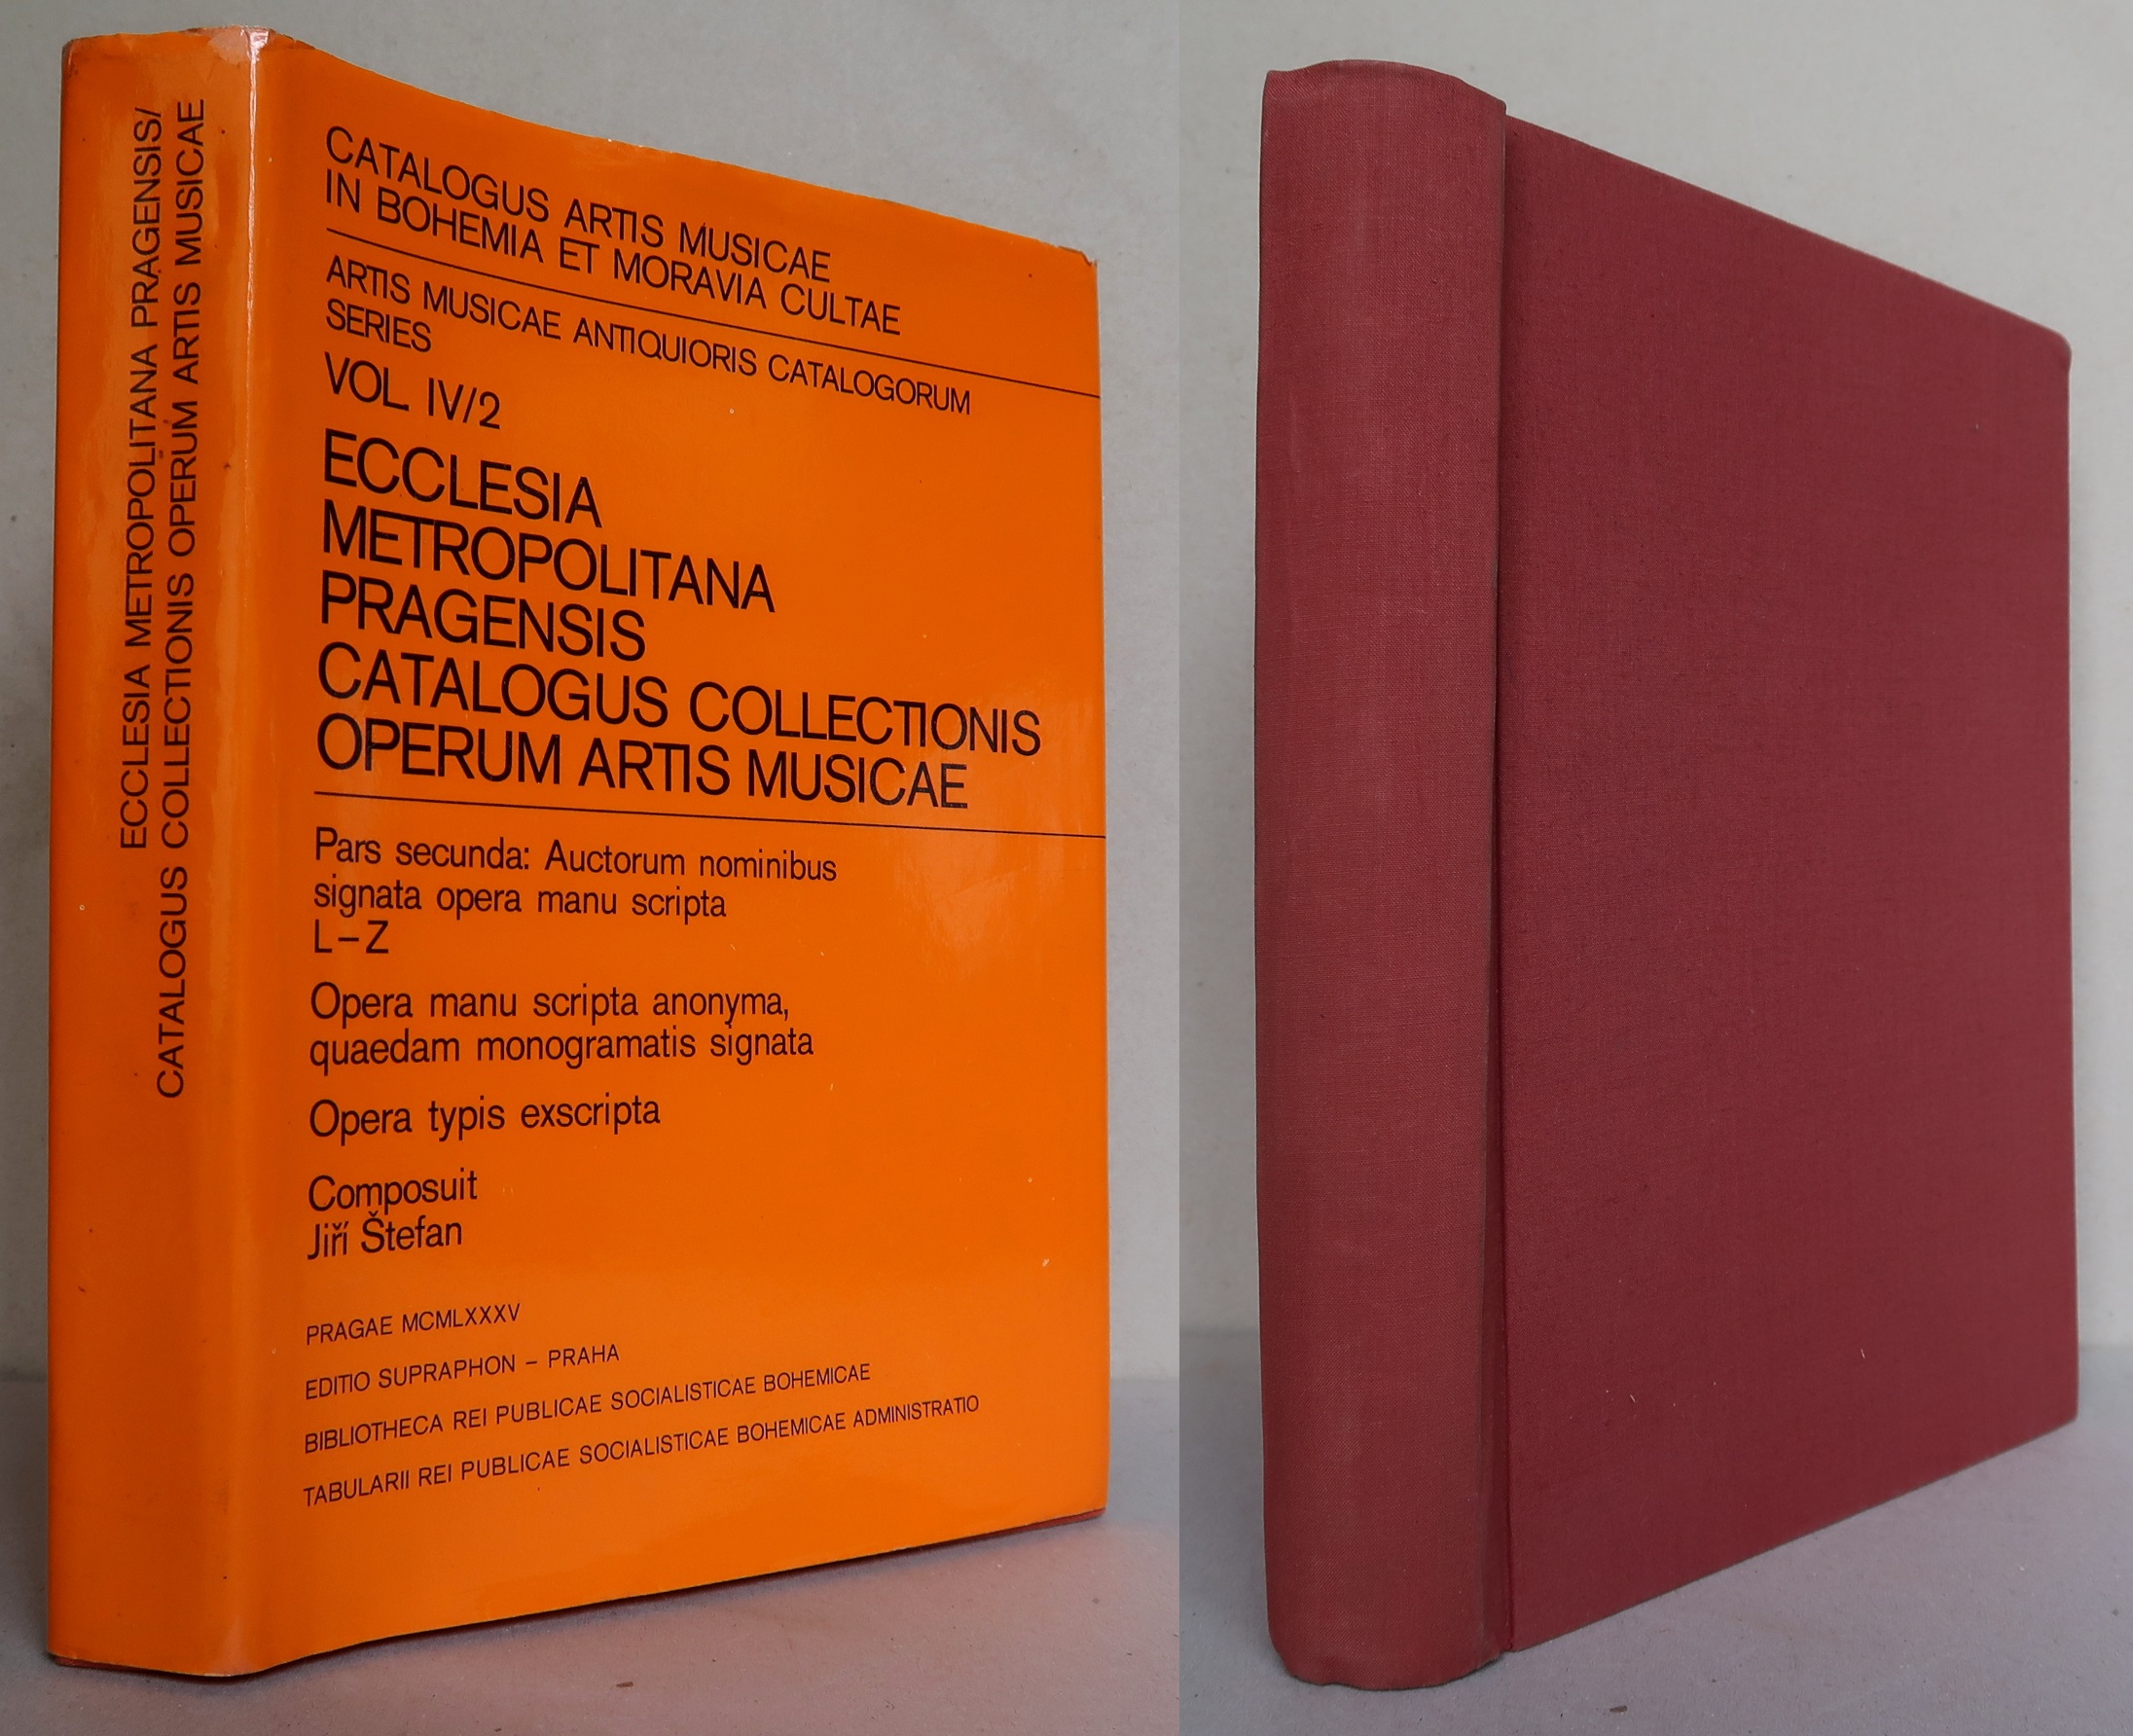 ECCLESIA METROPOLITANA PRAGENSIS/
CATALOGUS COLLECTIONIS OPERUM ARTIS MUSICAE
CATALOGUS ARTIS MUSICAE
IN BOHEMIA ET MORAVIA CULTAE
ARTIS MUSICAE ANTIQUIORIS CATALOGORUM
SERIES
VOL. IV/2
ECCLESIA
METROPOLITANA
PRAGENSIS
CATALOGUS COLLECTIONIS
OPERUM ARTIS MUSICAE
Pars secunda: Auctorum nominibus
signata opera manu scripta
L–Z
Opera manu scripta anonyma,
quaedam monogramatis signata
Opera typis exscripta
Composuit
Jiří Štefan
PRAGAE MCMLXXXV
EDITIO SUPRAPHON – PRAHA
BIBLIOTHECA REI PUBLICAE SOCIALISTICAE BOHEMICAE
TABULARII REI PUBLICAE SOCIALISTICAE BOHEMICAE ADMINISTRATIO